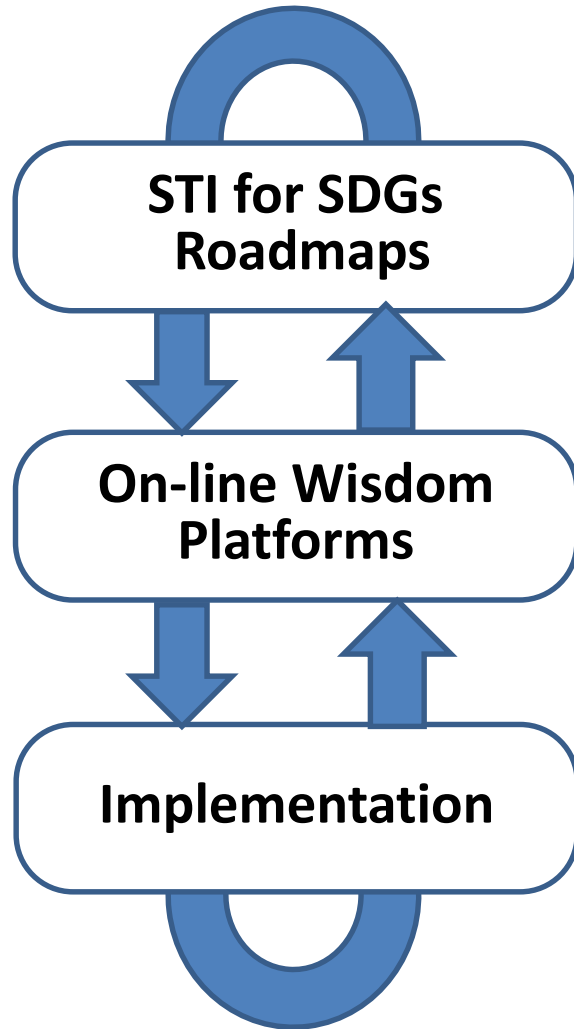 STI for SDGs
Roadmaps
On-line Wisdom
Platforms
Implementation